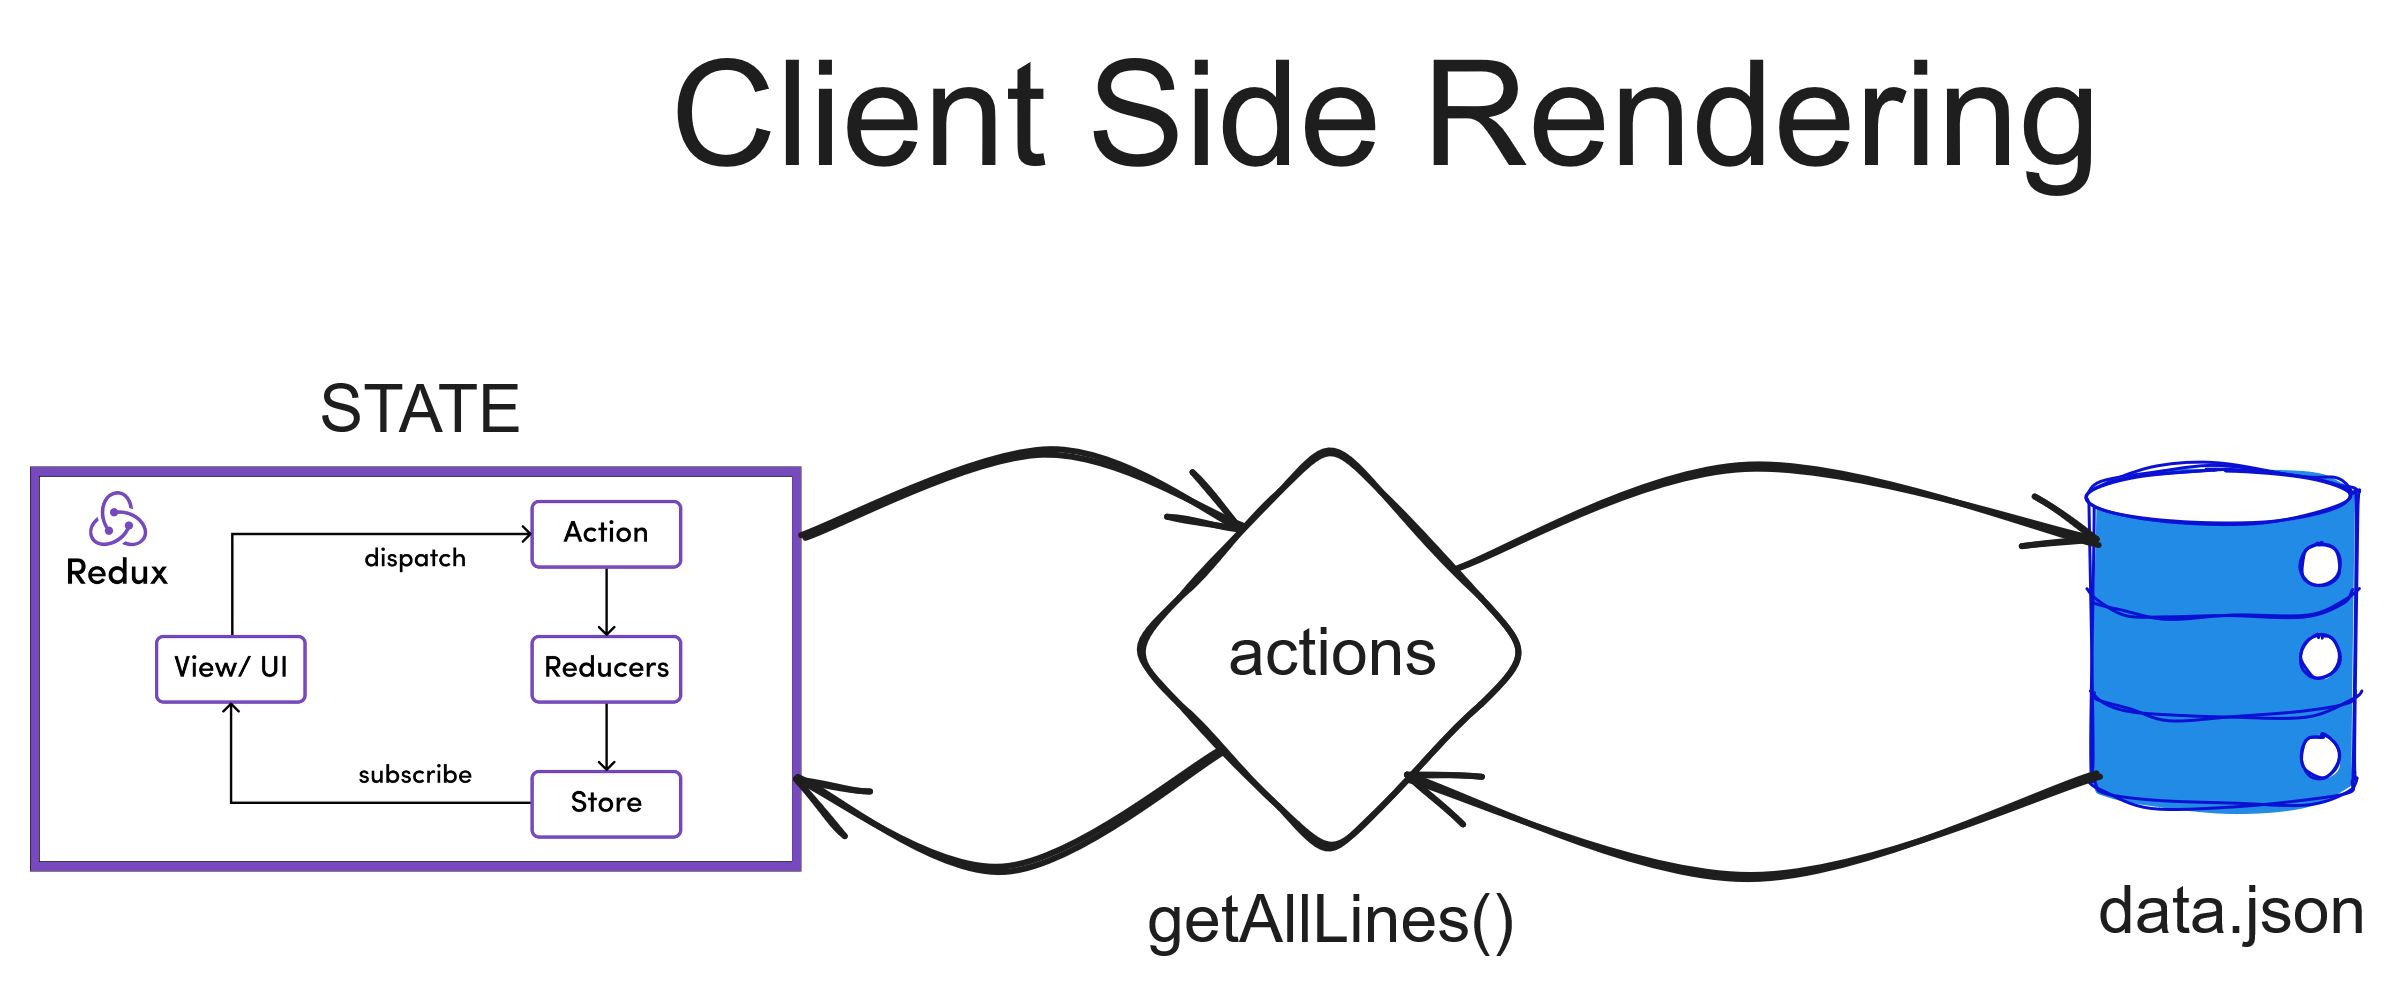 Client Side Rendering
STATE
Redux
dispatch
Action
View/ UI
Reducers
subscribe
Store
actions
getAllLines()
data.json